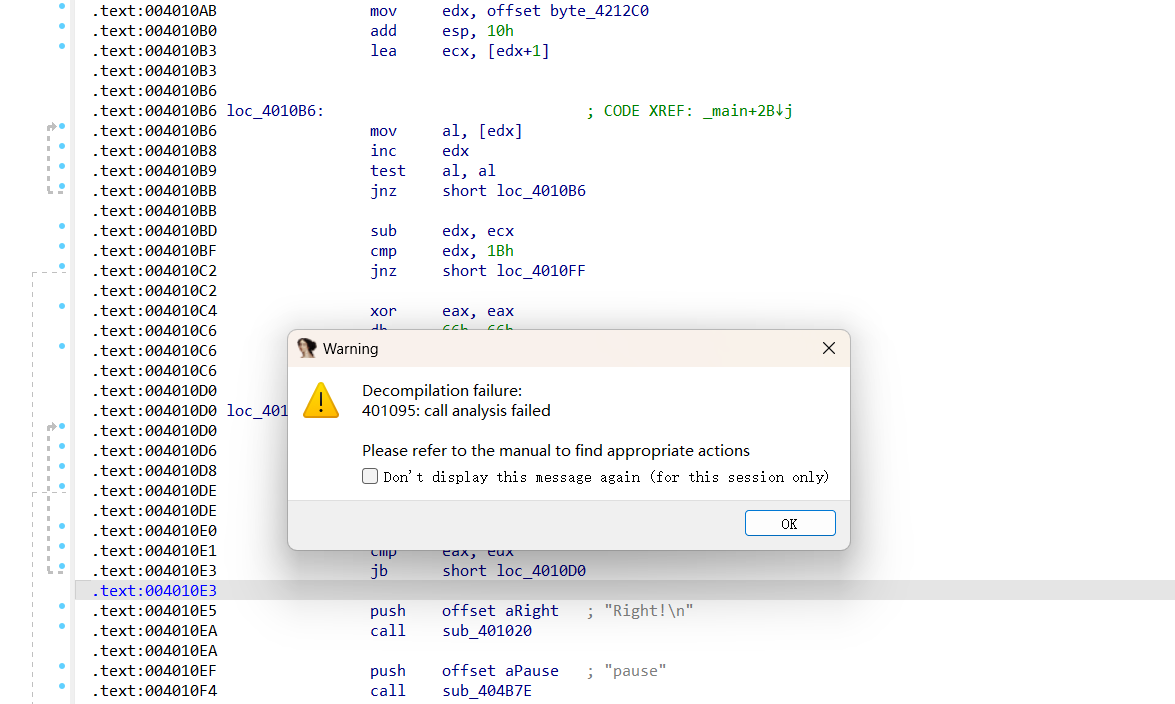 .text:004010AB mov edx, offset byte_4212C0
.text:004010B0 add esp, 10h
.text:004010B3 lea ecx, [edx+1]
.text:004010B3
.text:004010B6
.text:004010B6 loc_4010B6: ; CODE XREF: _main+2B↓j
.text:004010B6 mov al, [edx]
.text:004010B8 inc edx
.text:004010B9 test al, al
.text:004010BB jnz short loc_4010B6
.text:004010BB
.text:004010BD sub edx, ecx
.text:004010BF cmp edx, 1Bh
.text:004010C2 jnz short loc_4010FF
.text:004010C2
.text:004010C4 xor eax, eax
.text:004010C6 db 66h, 66h
.text:004010C6
.text:004010C6
.text:004010D0
.text:004010D0 loc_401
.text:004010D0
.text:004010D6
.text:004010D8
.text:004010DE
.text:004010DE
.text:004010E0
.text:004010E1 cmp eax, edx
.text:004010E3 jb short loc_4010D0
.text:004010E3
.text:004010E5 push offset aRight ; "Right!\n"
.text:004010EA call sub_401020
.text:004010EA
.text:004010EF push offset aPause ; "pause"
.text:004010F4 call sub_404B7E
Warning
Decompilation failure:
401095: call analysis failed
Please refer to the manual to find appropriate actions
Don't display this message again (for this session only)
OK